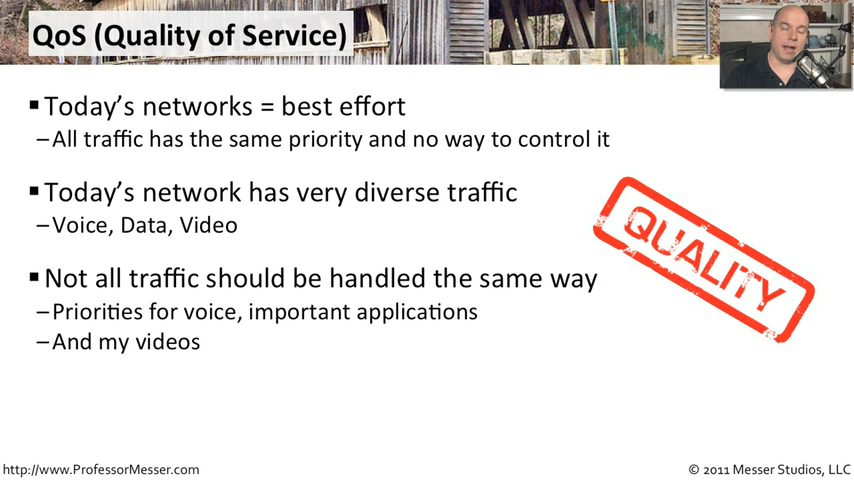 QoS (Quality of Service)
▪Today's networks = best effort
–All traffic has the same priority and no way to control it
▪Today's network has very diverse traffic
–Voice, Data, Video
QUALITY
▪Not all traffic should be handled the same way
–Priorities for voice, important applications
–And my videos
http://www.ProfessorMesser.com
© 2011 Messer Studios, LLC